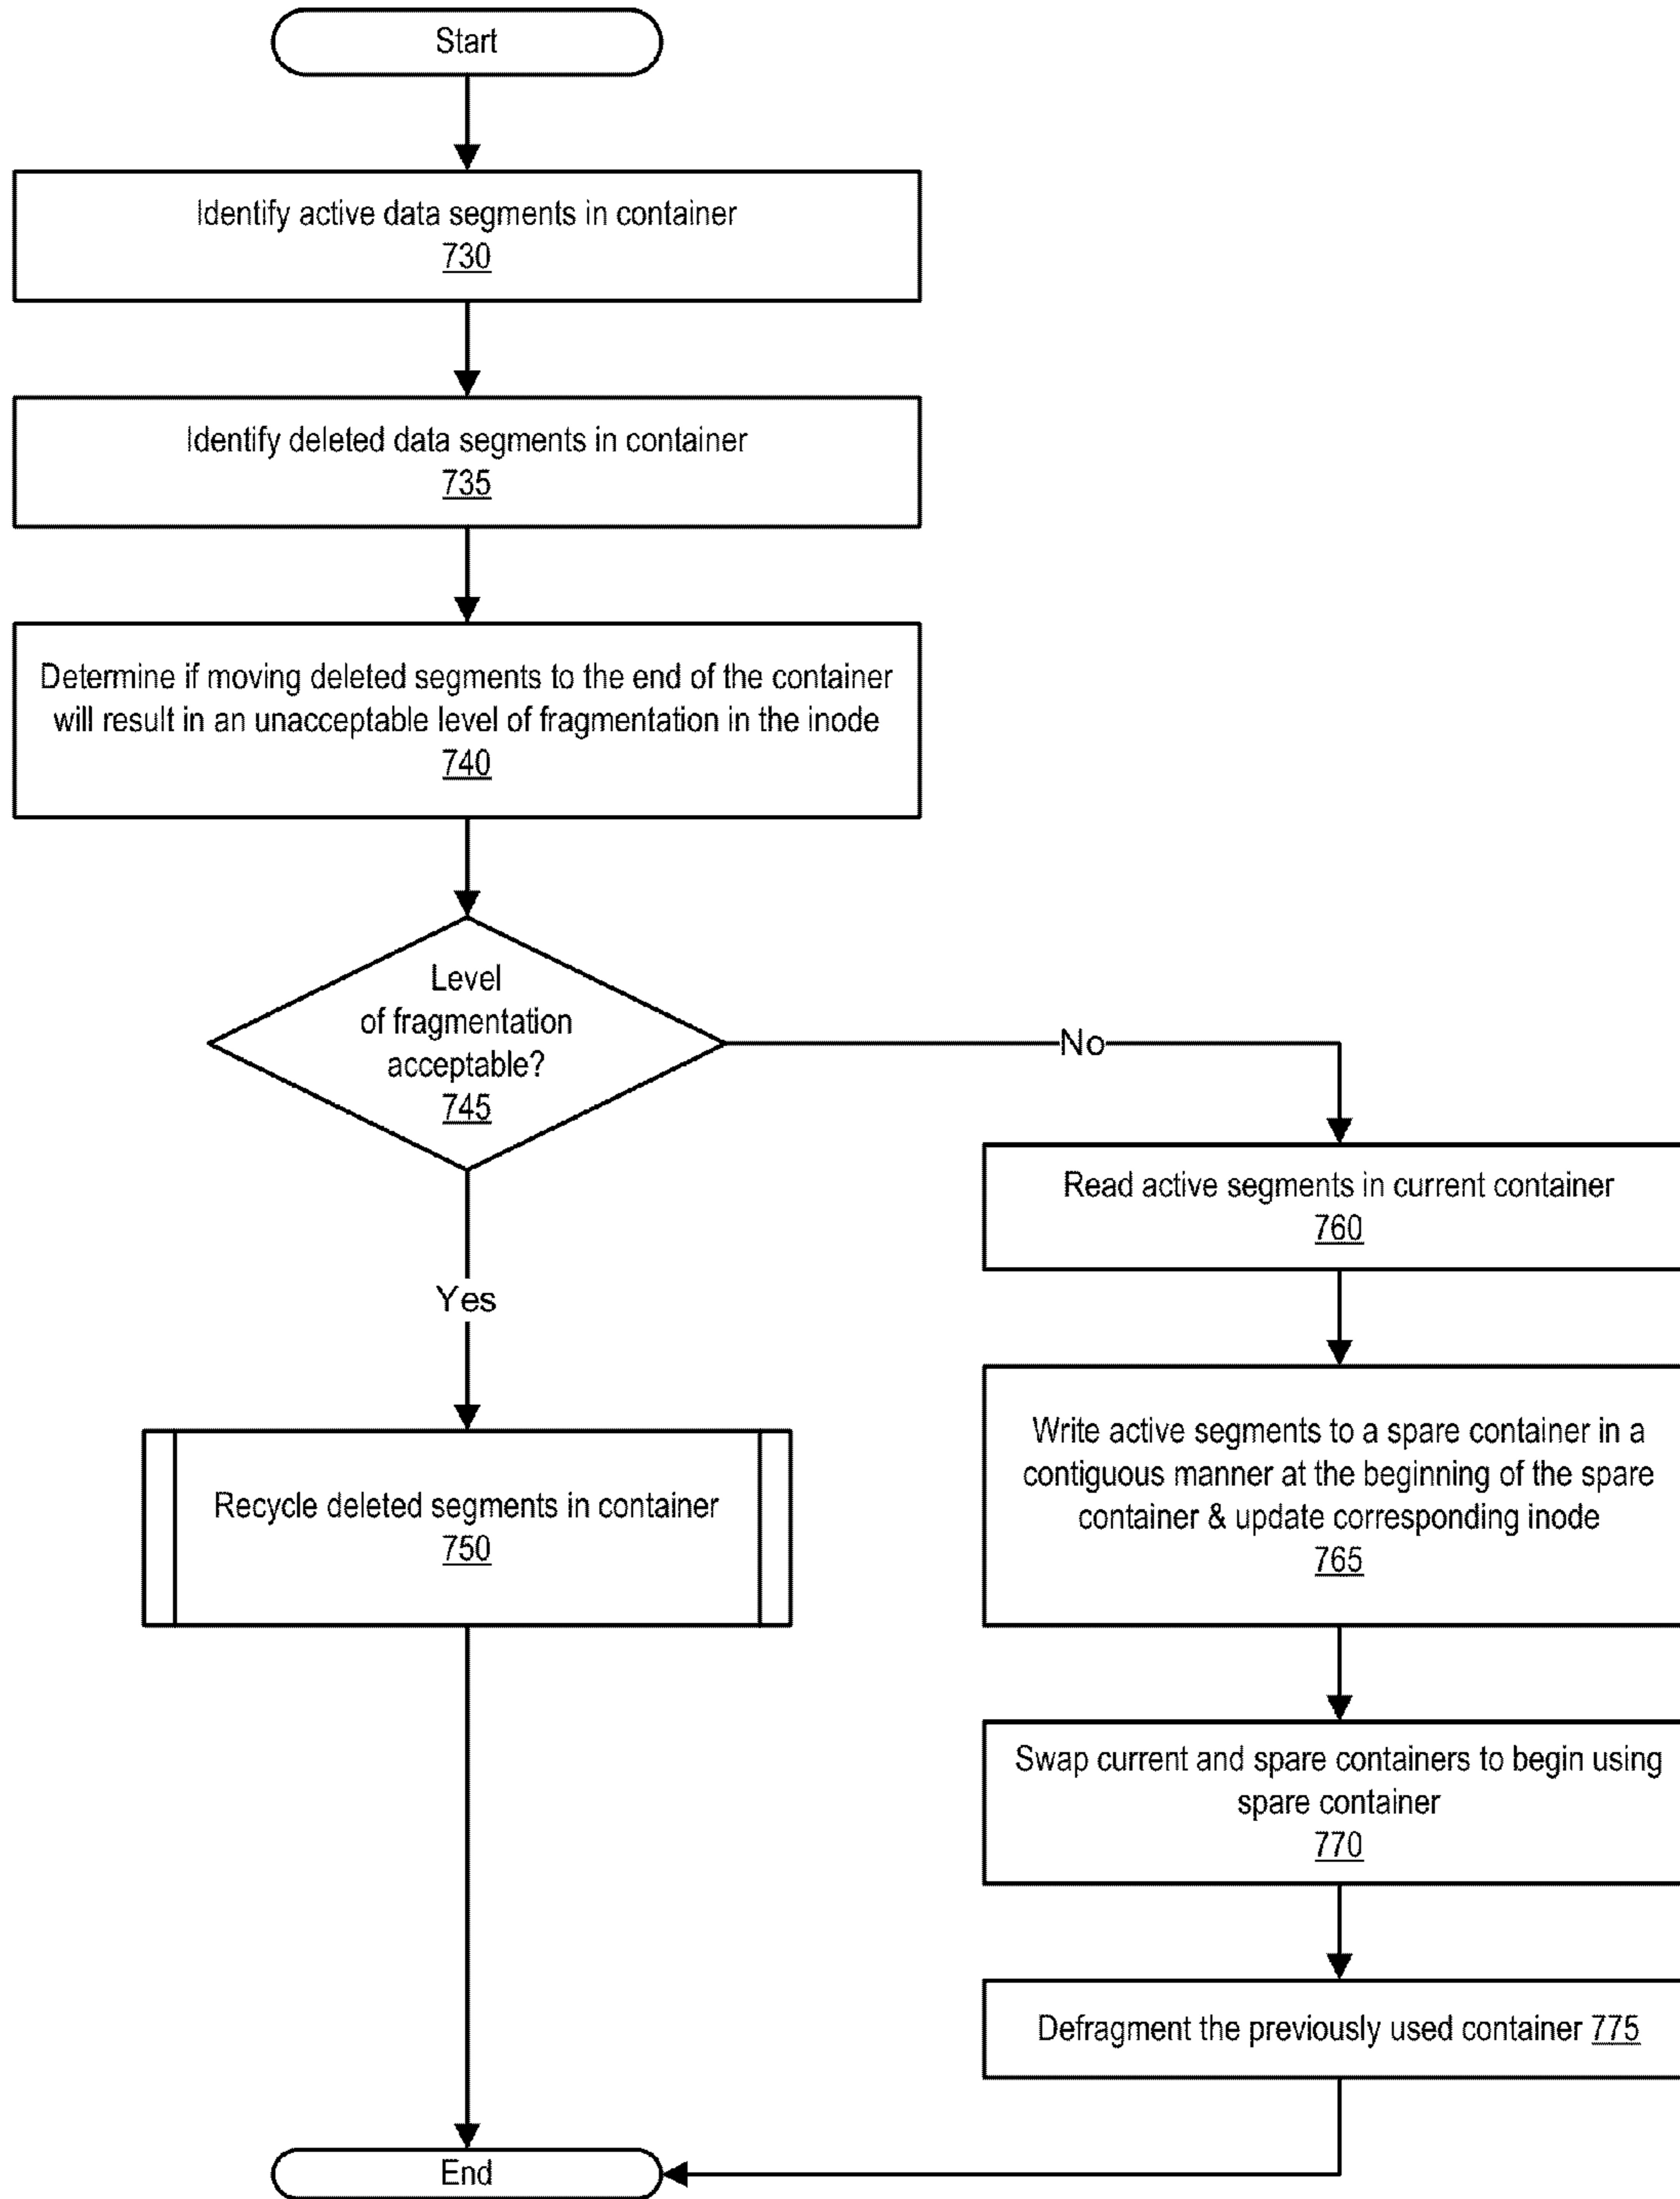 Start
Identify active data segments in container
730
Identify deleted data segments in container
735
Determine if moving deleted segments to the end of the container
will result in an unacceptable level of fragmentation in the inode
740
Level
of fragmentation
acceptable?
745
No
Yes
Read active segments in current container
760
Recycle deleted segments in container
750
Write active segments to a spare container in a
contiguous manner at the beginning of the spare
container & update corresponding inode
765
Swap current and spare containers to begin using
spare container
770
Defragment the previously used container 775
End